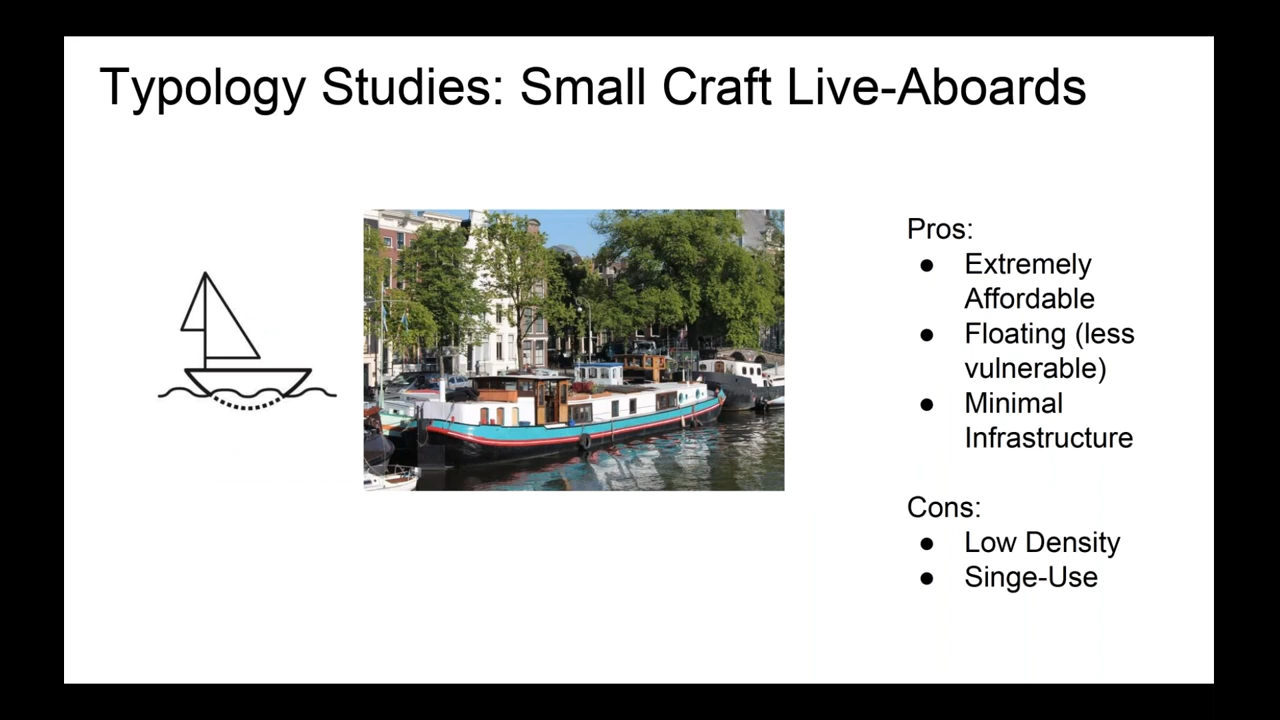 Typology Studies: Small Craft Live-Aboards
Pros:
● Extremely
Affordable
● Floating (less
vulnerable)
● Minimal
Infrastructure
Cons:
● Low Density
● Singe-Use